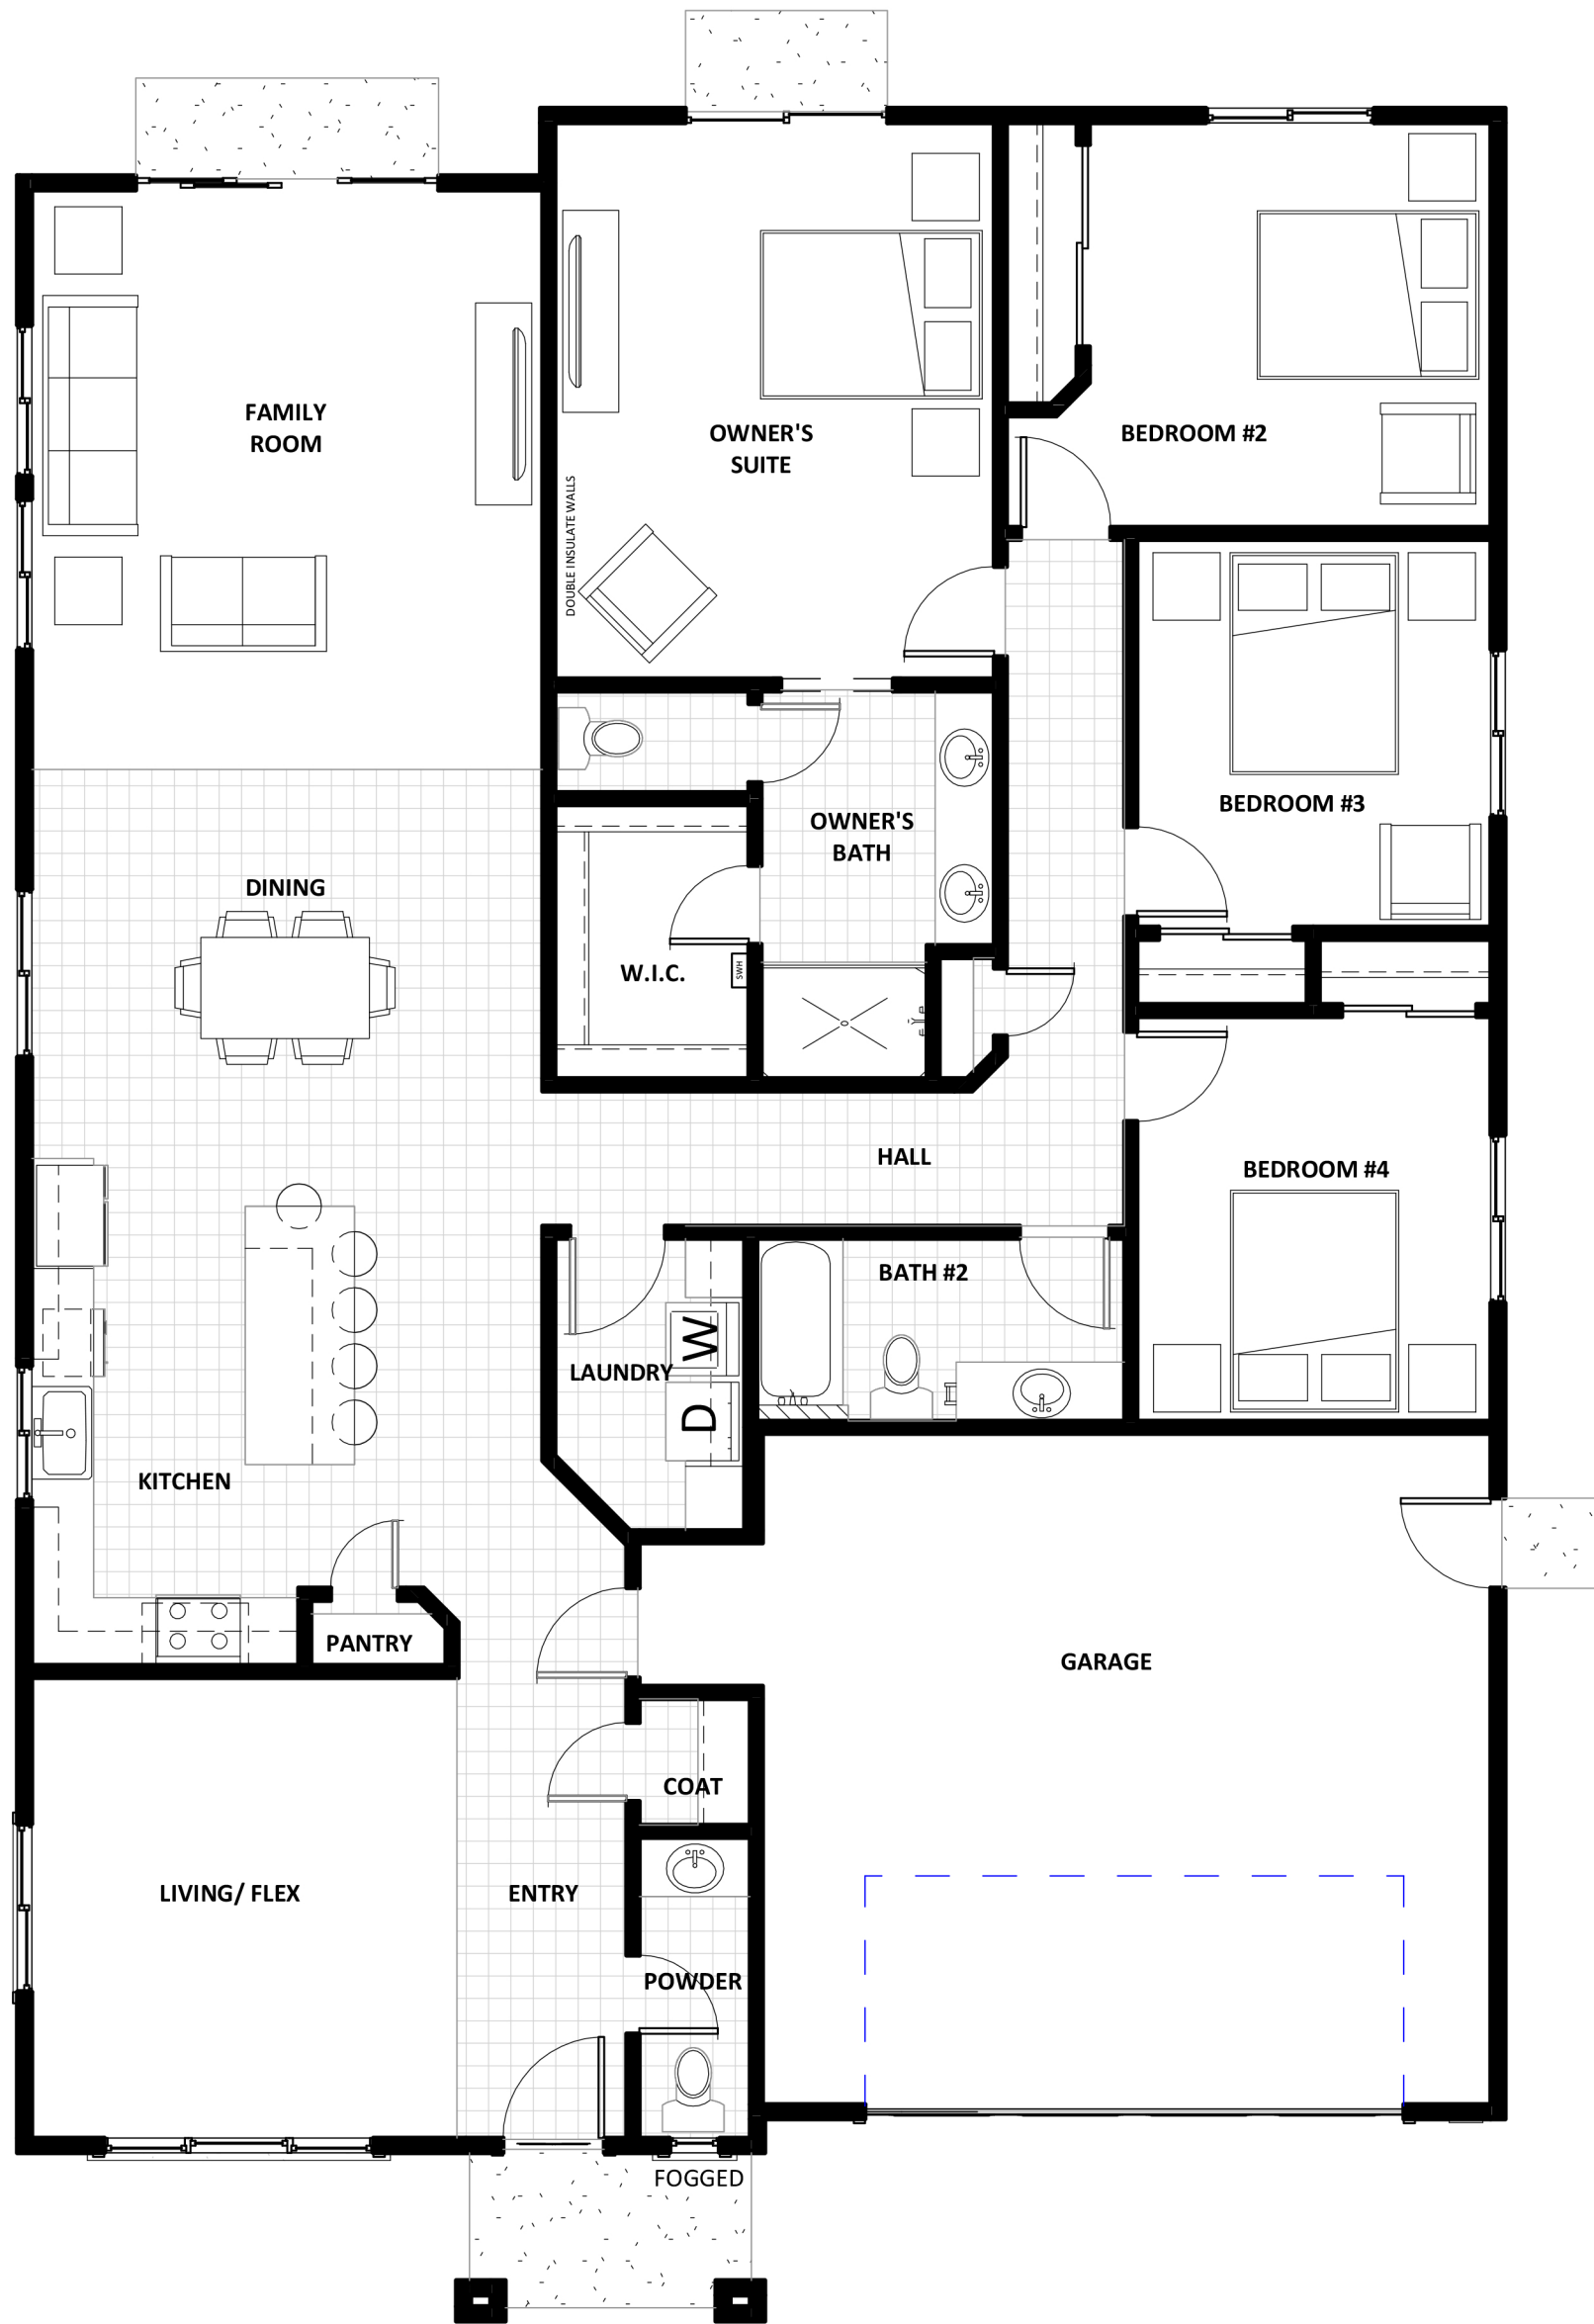 FAMILY
ROOM
OWNER'S
SUITE
BEDROOM #2
DOUBLE INSULATE WALLS
BEDROOM #3
OWNER'S
BATH
DINING
W.I.C.
SWH
HALL
BEDROOM #4
BATH #2
W
LAUNDRY
D
KITCHEN
PANTRY
GARAGE
COAT
LIVING/ FLEX
ENTRY
POWDER
FOGGED